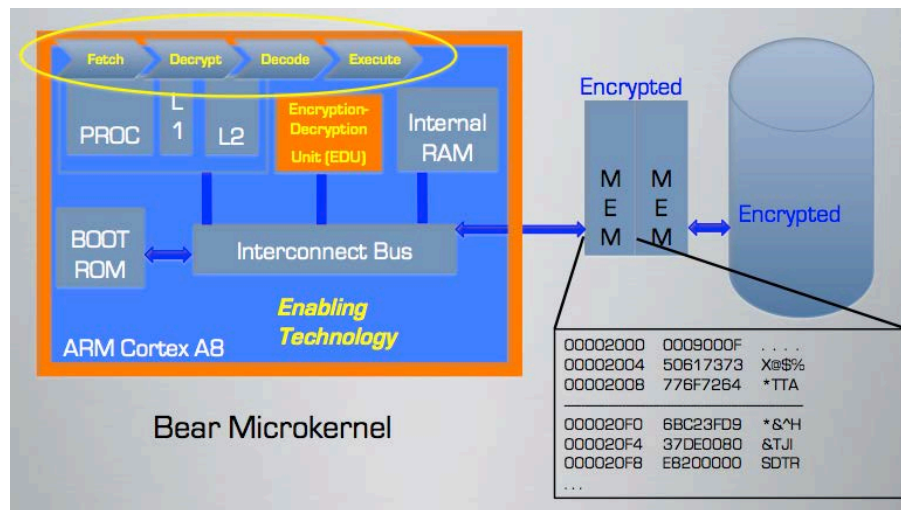 Fetch Decrypt Decode Execute
PROC
L
1
L2
Encryption-
Decryption
Unit (EDU)
Internal
RAM
BOOT
ROM
Interconnect Bus
Enabling
Technology
ARM Cortex A8
Bear Microkernel
Encrypted
M
E
M
M
E
M
Encrypted
00002000 0009000F . . . .
00002004 50617373 X@$%
00002008 776F7264 *TTA
000020F0 6BC23FD9 *&^H
000020F4 37DE0080 &TJI
000020F8 E8200000 SDTR
. . .